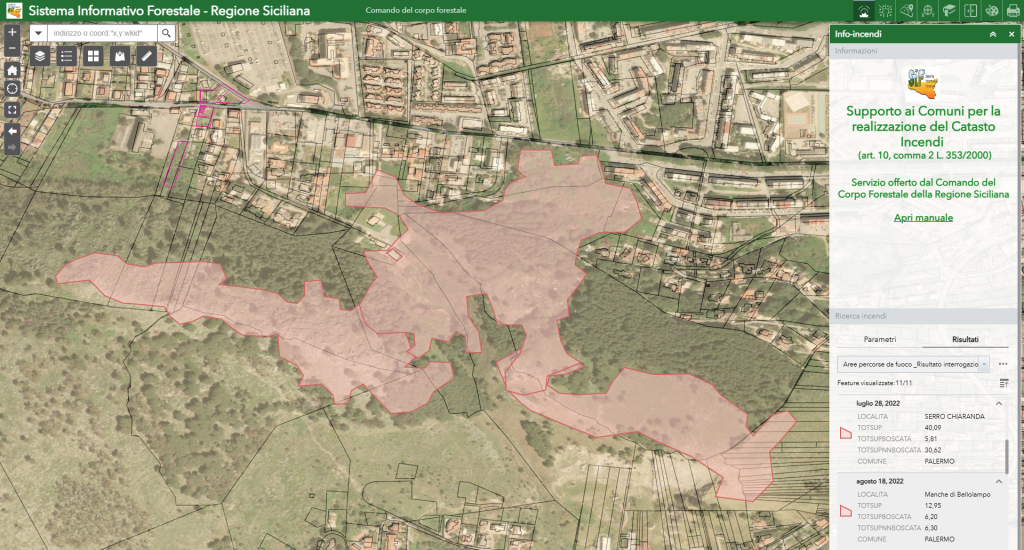 Sistema Informativo Forestale - Regione Siciliana
Comando del corpo forestale
indirizzo o coord."x,y:wkid"
Info-incendi
Informazioni
Supporto ai Comuni per la
realizzazione del Catasto
Incendi
(art. 10, comma 2 L. 353/2000)
Servizio offerto dal Comando del
Corpo Forestale della Regione Siciliana
Apri manuale
Ricerca incendi
Parametri Risultati
Aree percorse da fuoco _Risultato interrogazio
Feature visualizzate:11/11
luglio 28, 2022
LOCALITA SERRO CHIARANDA
TOTSUP 40,09
TOTSUPBOSCATA 5,81
TOTSUPNNBOSCATA 30,62
COMUNE PALERMO
agosto 18, 2022
LOCALITA Manche di Bellolampo
TOTSUP 12,95
TOTSUPBOSCATA 6,20
TOTSUPNNBOSCATA 6,30
COMUNE PALERMO